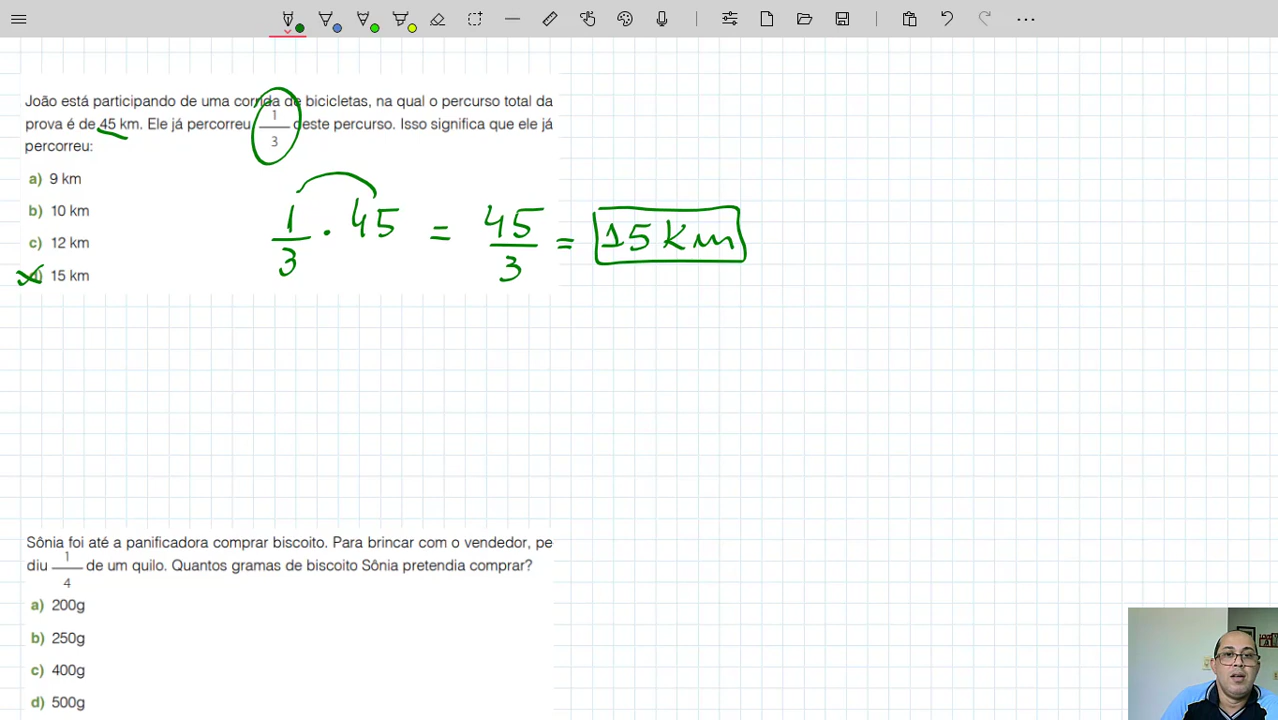 João está participando de uma corrida de bicicletas, na qual o percurso total da
prova é de 45 km. Ele já percorreu 1/3 deste percurso. Isso significa que ele já
percorreu:
a) 9 km
b) 10 km
c) 12 km
d) 15 km
1/3 · 45 = 45/3 = 15 Km
Sônia foi até a panificadora comprar biscoito. Para brincar com o vendedor, pe
diu 1/4 de um quilo. Quantos gramas de biscoito Sônia pretendia comprar?
a) 200g
b) 250g
c) 400g
d) 500g